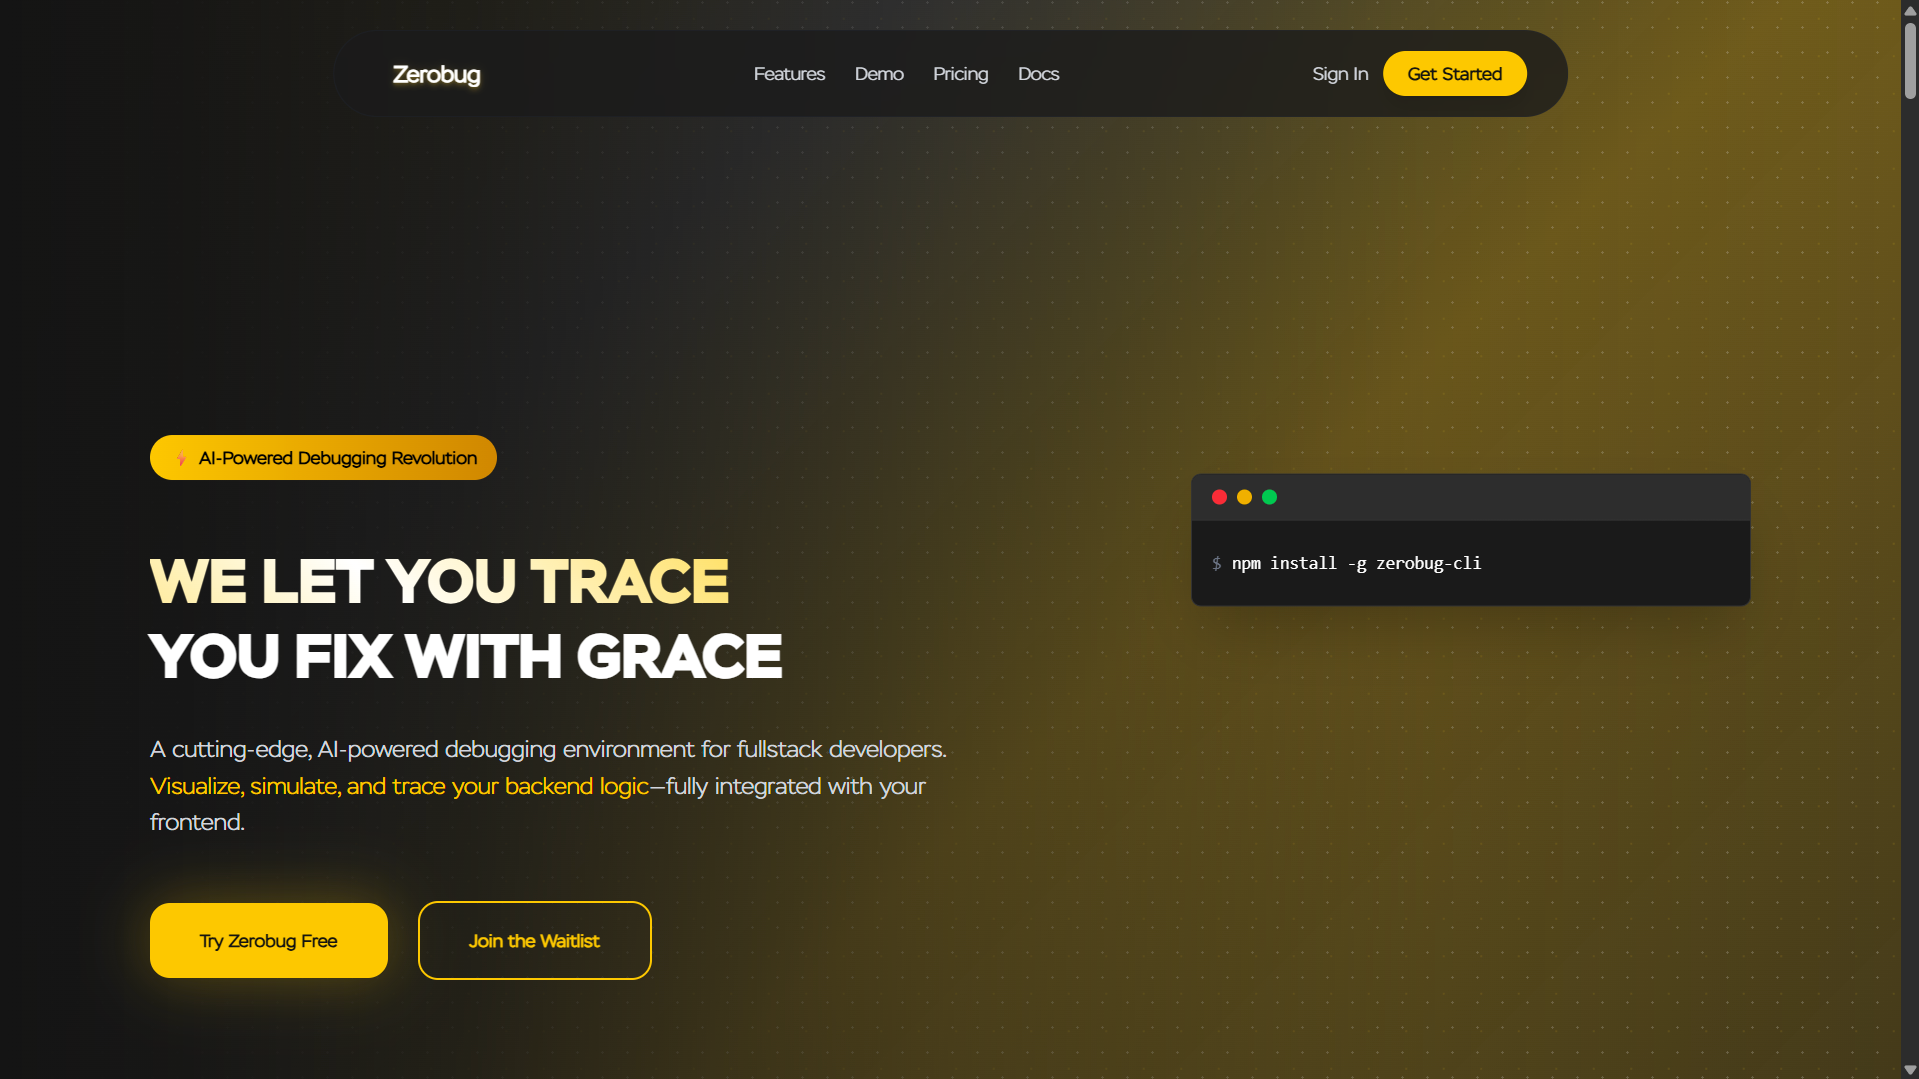 Zerobug
Features
Demo
Pricing
Docs
Sign In
Get Started
AI-Powered Debugging Revolution
WE LET YOU TRACE
YOU FIX WITH GRACE
A cutting-edge, AI-powered debugging environment for fullstack developers.
Visualize, simulate, and trace your backend logic—fully integrated with your
frontend.
Try Zerobug Free
Join the Waitlist
$ npm install -g zerobug-cli